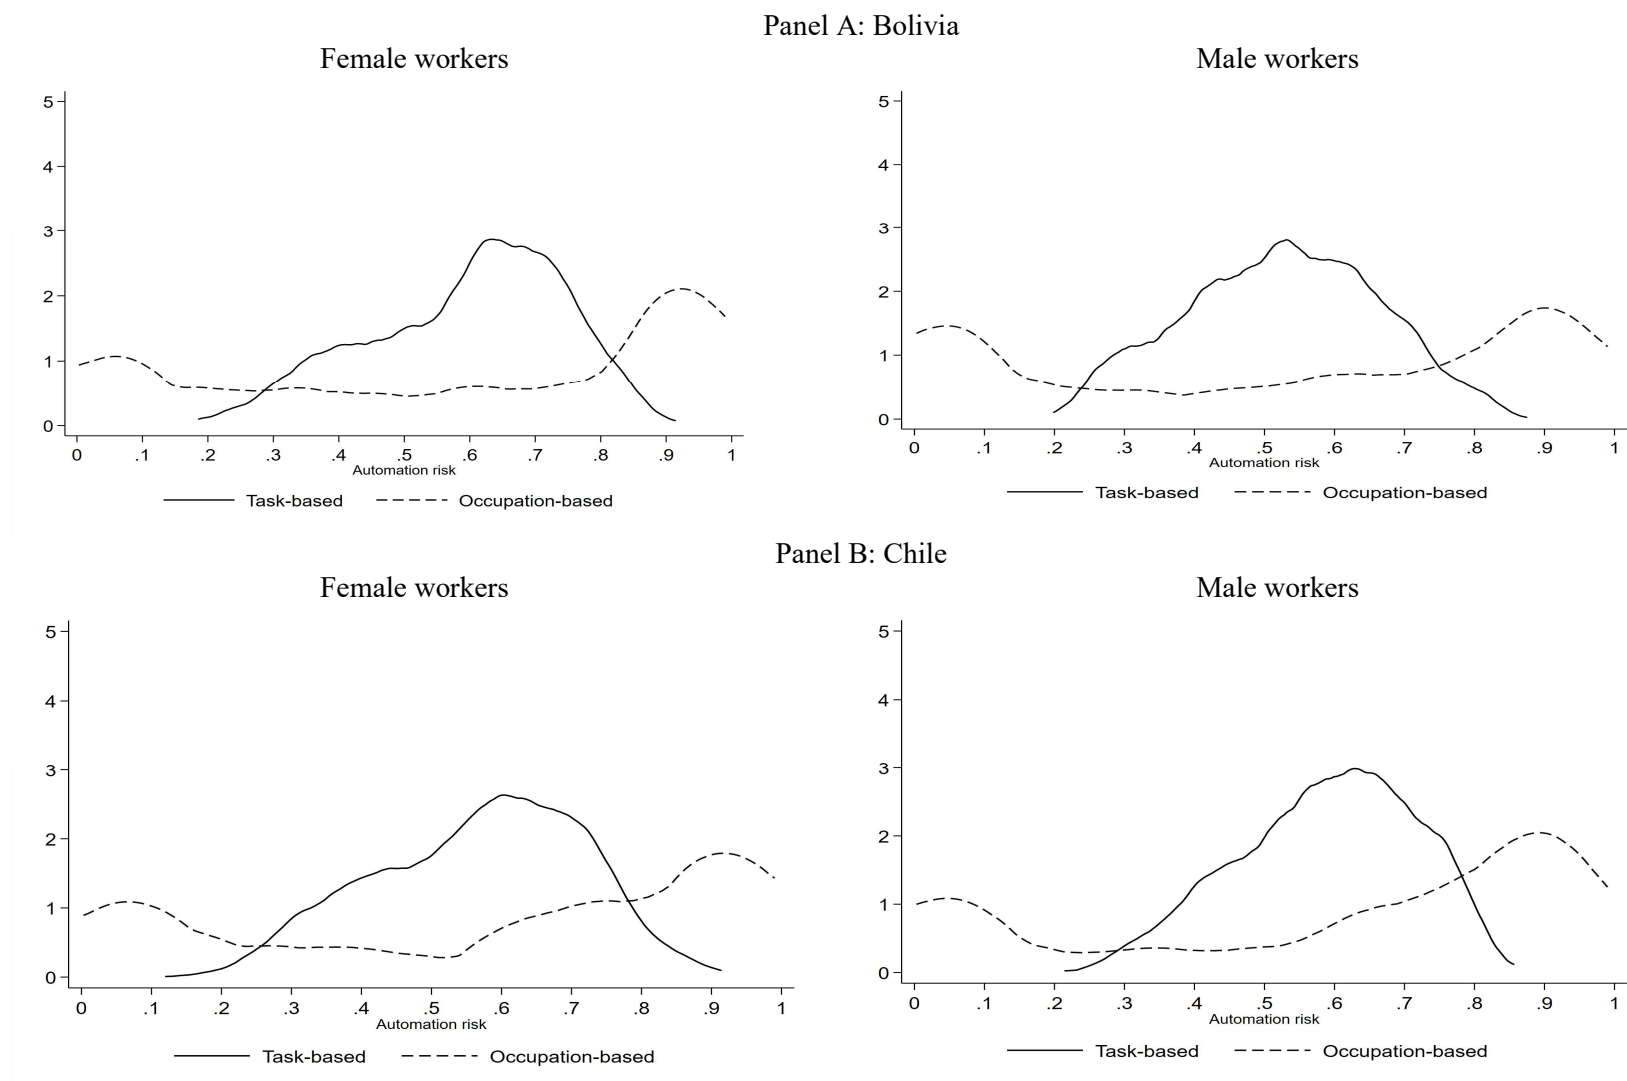 Panel A: Bolivia
Female workers
Male workers
5
4
3
2
1
0
0 .1 .2 .3 .4 .5 .6 .7 .8 .9 1
Automation risk
Task-based Occupation-based
5
4
3
2
1
0
0 .1 .2 .3 .4 .5 .6 .7 .8 .9 1
Automation risk
Task-based Occupation-based
Panel B: Chile
Female workers
Male workers
5
4
3
2
1
0
0 .1 .2 .3 .4 .5 .6 .7 .8 .9 1
Automation risk
Task-based Occupation-based
5
4
3
2
1
0
0 .1 .2 .3 .4 .5 .6 .7 .8 .9 1
Automation risk
Task-based Occupation-based